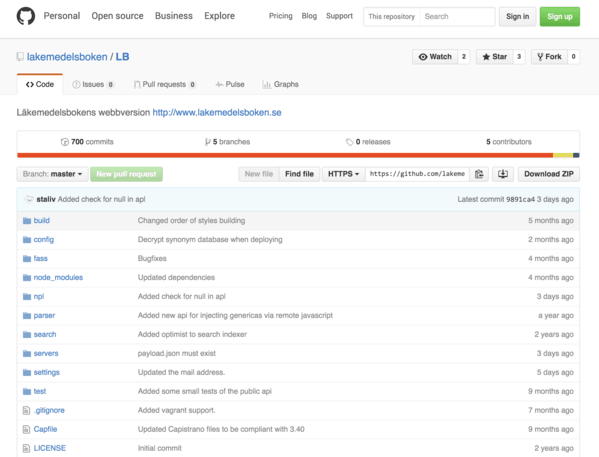 Personal Open source Business Explore Pricing Blog Support This repository Search Sign in Sign up
lakemedelsboken / LB Watch 2 Star 3 Fork 0
Code Issues 0 Pull requests 0 Pulse Graphs
Läkemedelsbokens webbversion http://www.lakemedelsboken.se
700 commits 5 branches 0 releases 5 contributors
Branch: master New pull request New file Find file HTTPS https://github.com/lakeme Download ZIP
staliv Added check for null in apl Latest commit 9891ca4 3 days ago
build Changed order of styles building 5 months ago
config Decrypt synonym database when deploying 2 months ago
fass Bugfixes 4 months ago
node_modules Updated dependencies 4 months ago
npl Added check for null in apl 3 days ago
parser Added new api for injecting genericas via remote javascript a year ago
search Added optimist to search indexer 2 years ago
servers payload.json must exist 3 days ago
settings Updated the mail address. 5 days ago
test Added some small tests of the public api 9 months ago
.gitignore Added vagrant support. 7 months ago
Capfile Updated Capistrano files to be compliant with 3.40 9 months ago
LICENSE Initial commit 2 years ago